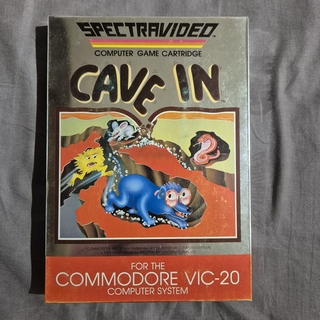 SPECTRAVIDEO
COMPUTER GAME CARTRIDGE
CAVE IN
FOR THE
COMMODORE VIC-20
COMPUTER SYSTEM